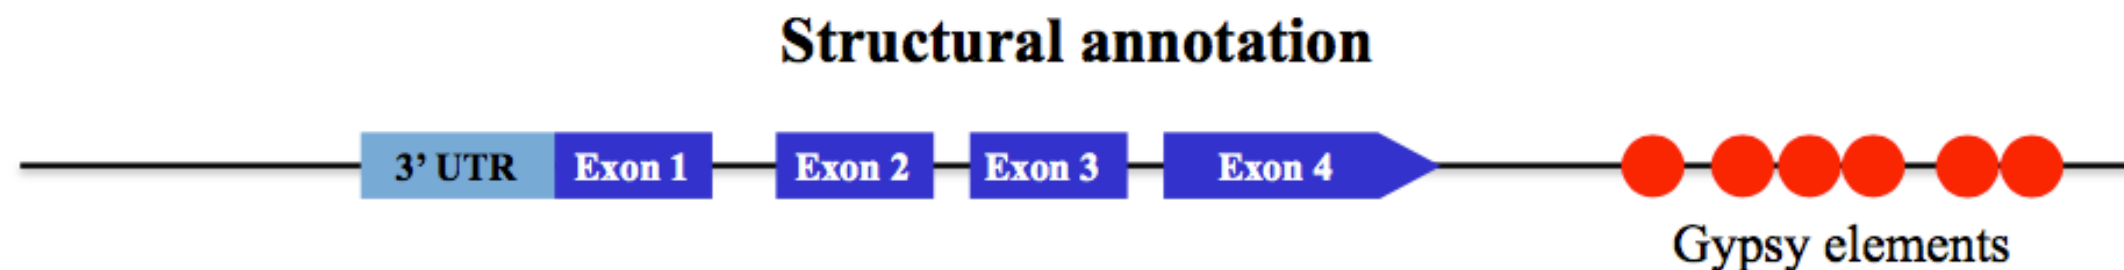 Structural annotation
3’ UTR Exon 1 Exon 2 Exon 3 Exon 4
Gypsy elements